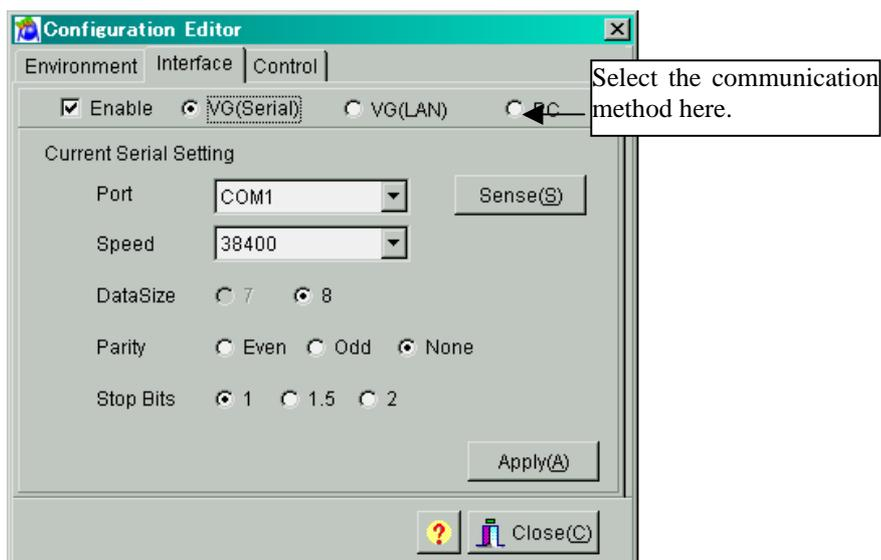 Configuration Editor
Environment Interface Control
Select the communication
method here.
Enable VG(Serial) VG(LAN) PC
Current Serial Setting
Port COM1 Sense(S)
Speed 38400
DataSize 7 8
Parity Even Odd None
Stop Bits 1 1.5 2
Apply(A)
? Close(C)